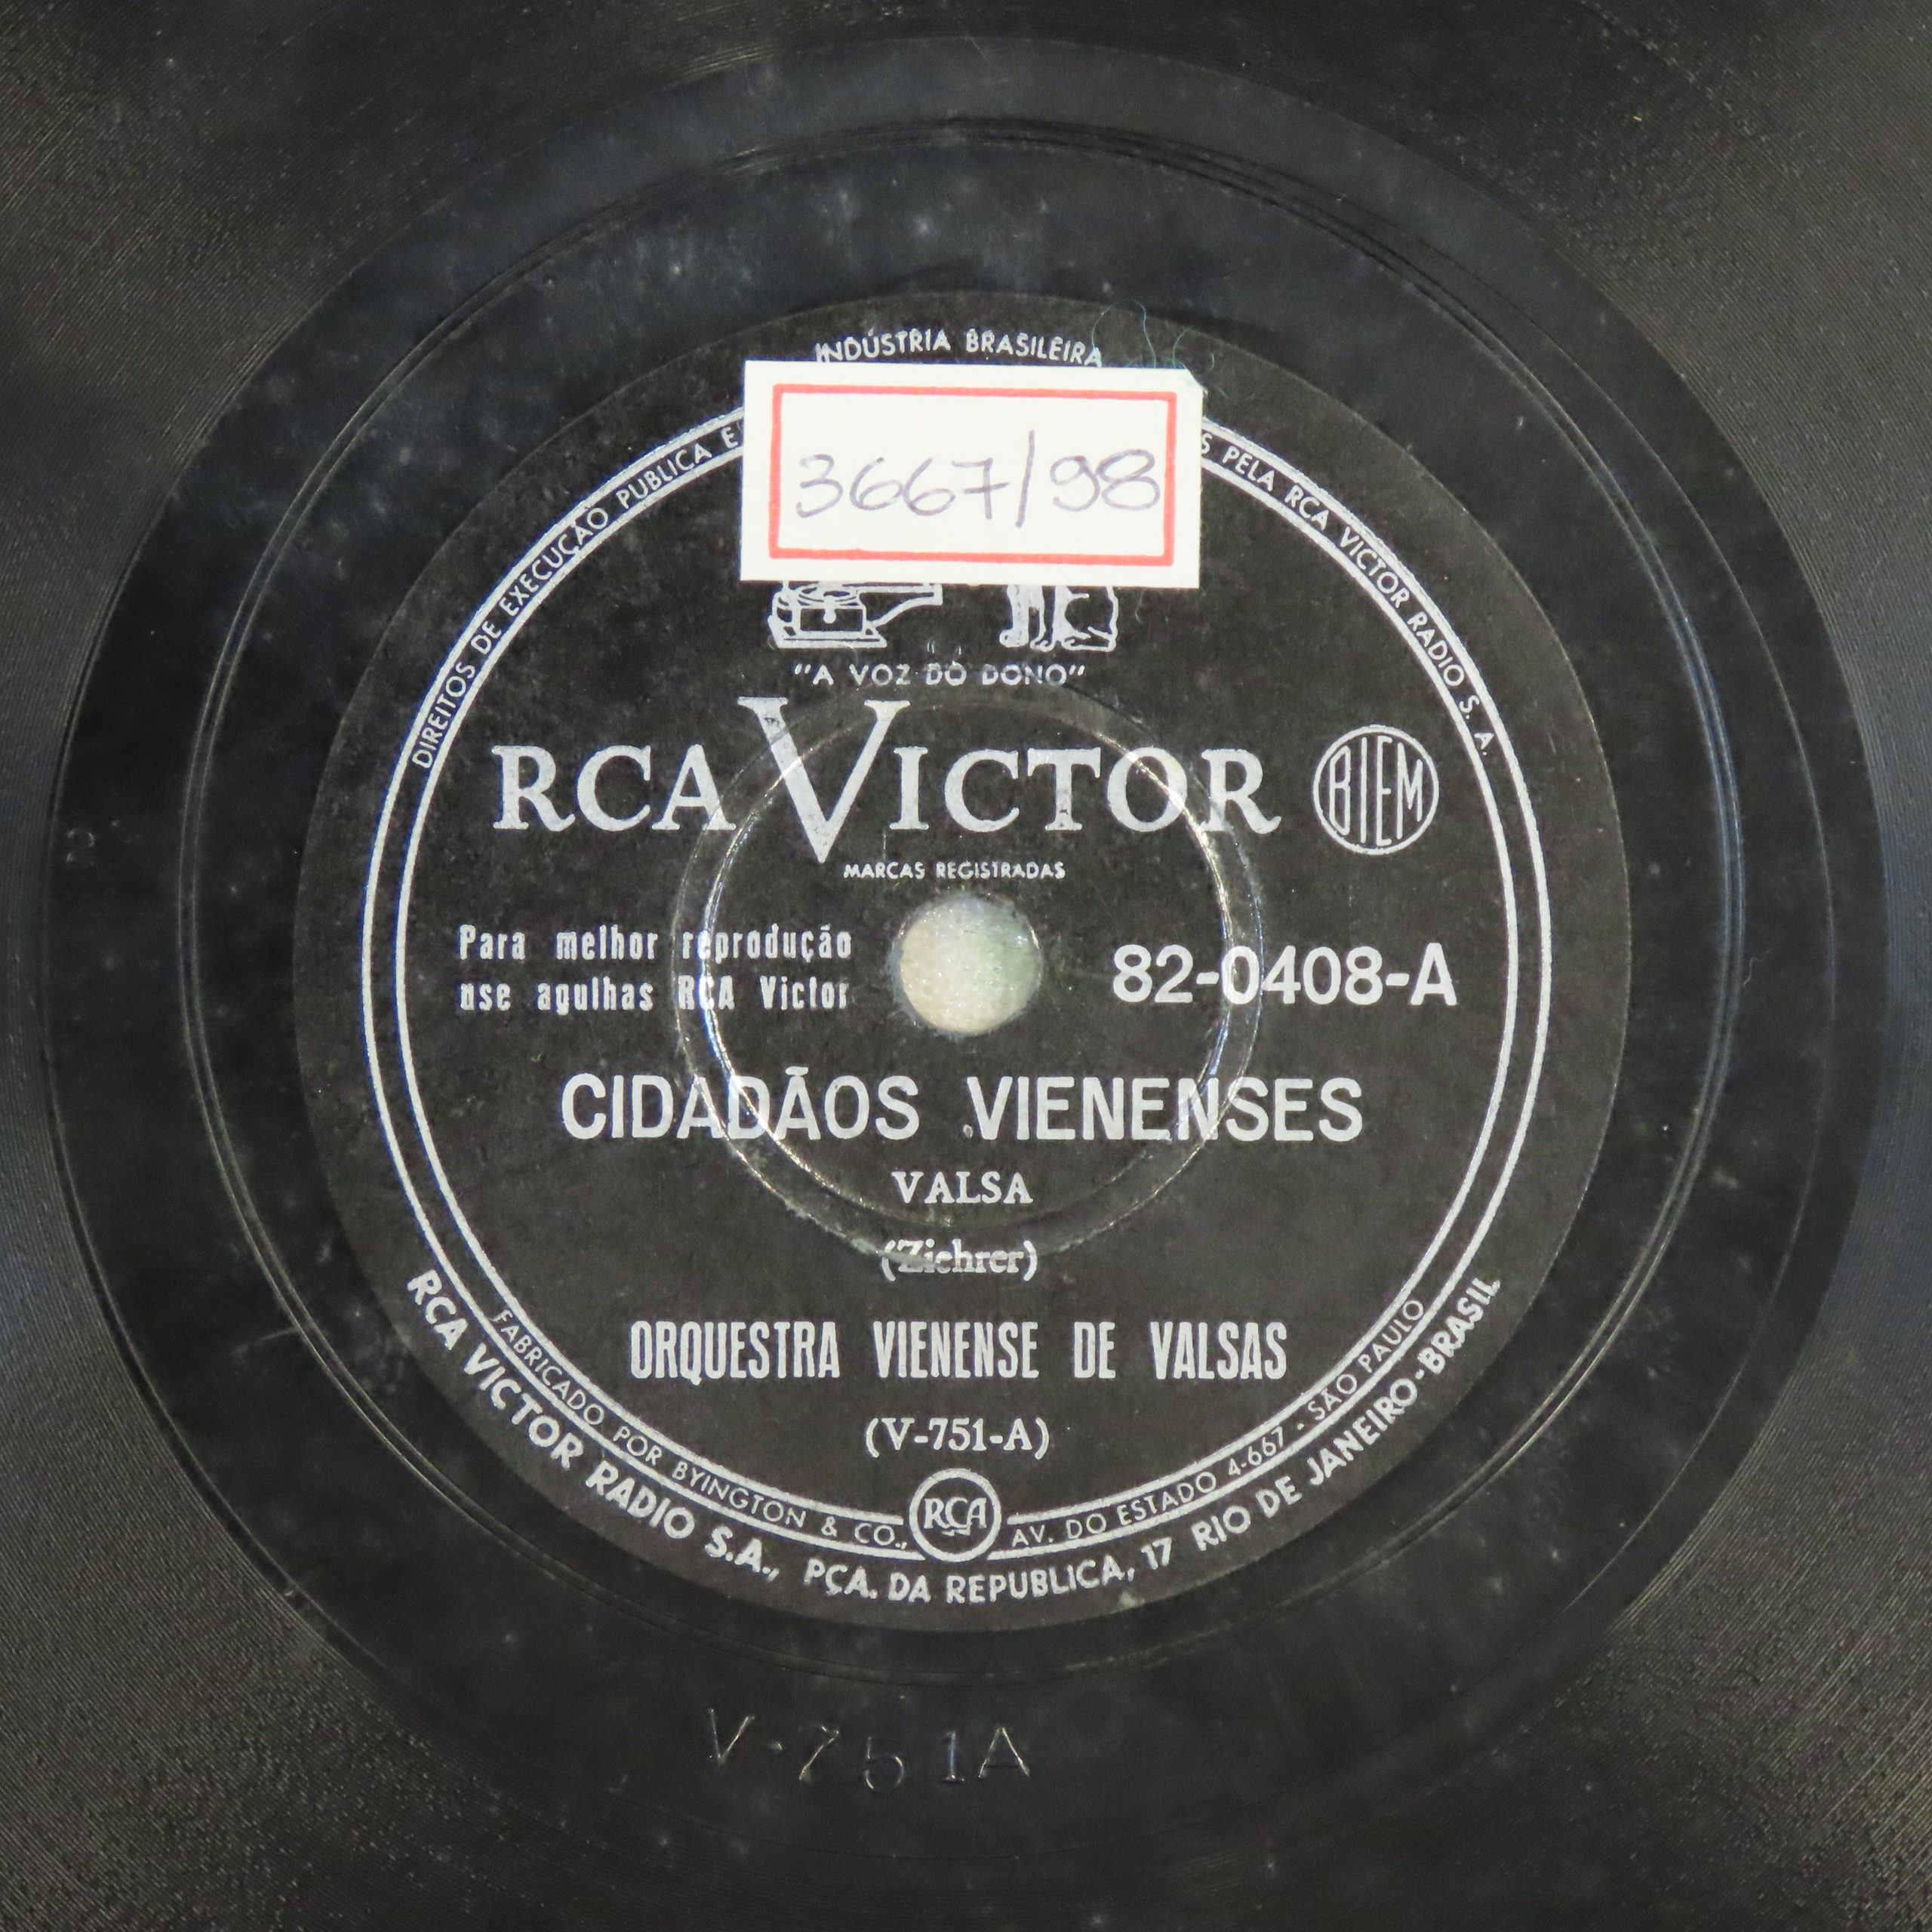 INDÚSTRIA BRASILEIRA
DIREITOS DE EXECUÇÃO PUBLICA E
S PELA RCA VICTOR RADIO S. A.
3667/98
"A VOZ DO DONO"
RCA VICTOR
BIEM
MARCAS REGISTRADAS
Para melhor reprodução
use agulhas RCA Victor
82-0408-A
CIDADÃOS VIENENSES
VALSA
(Ziehrer)
ORQUESTRA VIENENSE DE VALSAS
(V-751-A)
RCA
FABRICADO POR BYINGTON & CO., AV. DO ESTADO 4-667 - SÃO PAULO
RCA VICTOR RADIO S.A., PÇA. DA REPUBLICA, 17 RIO DE JANEIRO-BRASIL
V-751A